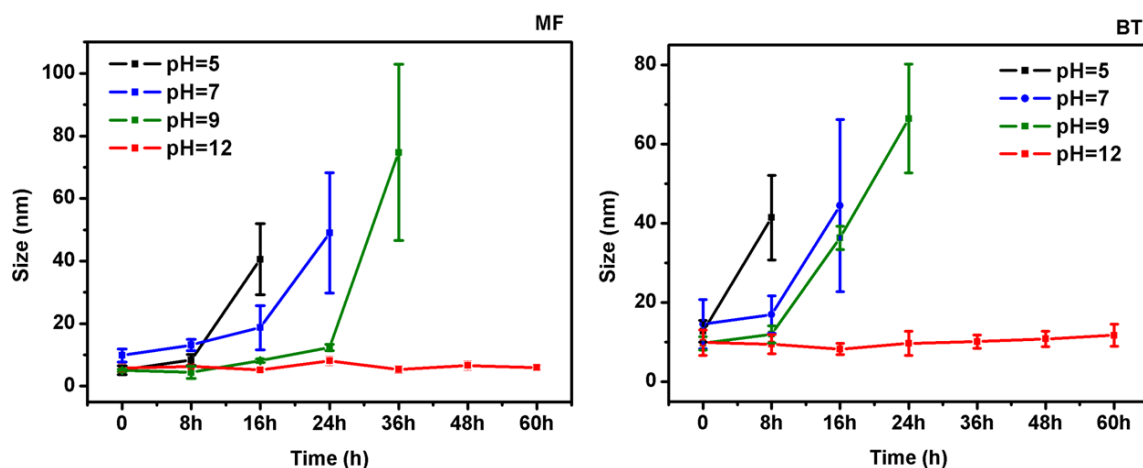 MF
pH=5
pH=7
pH=9
pH=12
100
80
60
40
20
0
Size (nm)
0 8h 16h 24h 36h 48h 60h
Time (h)
BT
pH=5
pH=7
pH=9
pH=12
80
60
40
20
0
Size (nm)
0 8h 16h 24h 36h 48h 60h
Time (h)